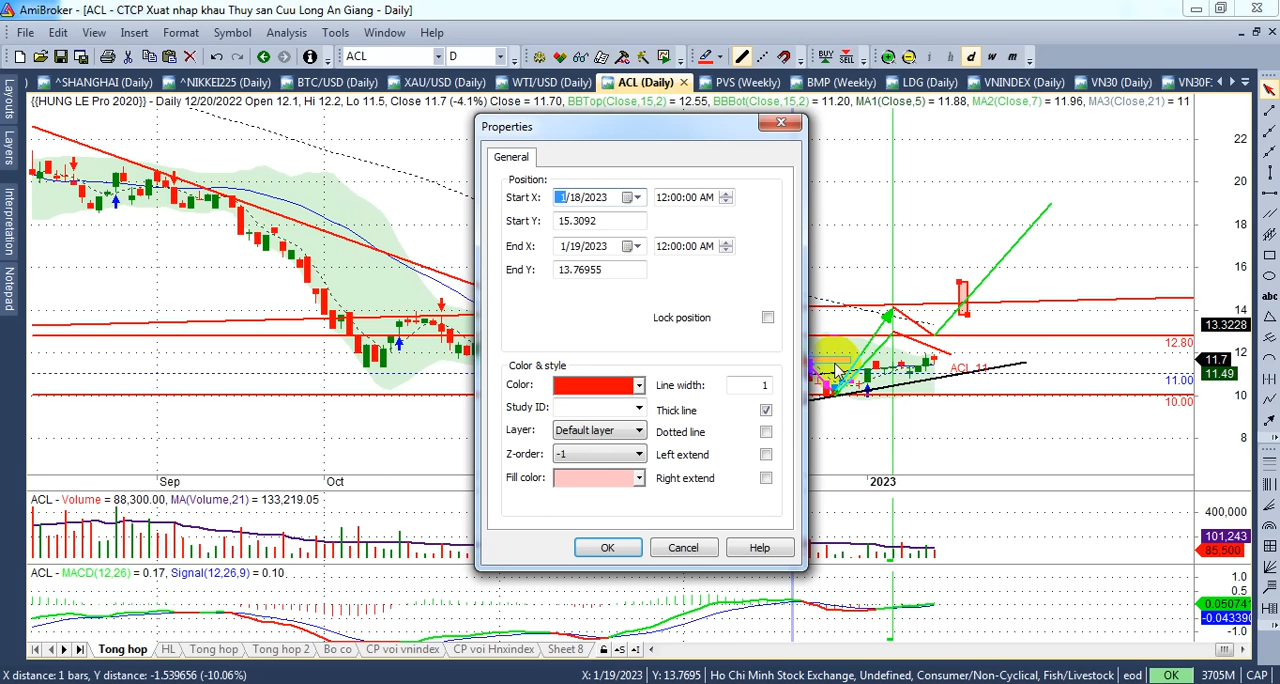 AmiBroker - [ACL - CTCP Xuat nhap khau Thuy san Cuu Long An Giang - Daily]
File Edit View Insert Format Symbol Analysis Tools Window Help
ACL D BUY SELL i h d w m
^SHANGHAI (Daily) ^NIKKEI225 (Daily) BTC/USD (Daily) XAU/USD (Daily) WTI/USD (Daily) ACL (Daily) PVS (Weekly) BMP (Weekly) LDG (Daily) VNINDEX (Daily) VN30 (Daily) VN30F:
{{HUNG LE Pro 2020}} - Daily 12/20/2022 Open 12.1, Hi 12.2, Lo 11.5, Close 11.7 (-4.1%) Close = 11.70, BBTop(Close,15,2) = 12.55, BBBot(Close,15,2) = 11.20, MA1(Close,5) = 11.88, MA2(Close,7) = 11.96, MA3(Close,21) = 11
Layouts
Layers
Interpretation
Notepad
Properties
General
Position:
Start X: 1/18/2023 12:00:00 AM
Start Y: 15.3092
End X: 1/19/2023 12:00:00 AM
End Y: 13.76955
Lock position
Color & style
Color: Line width: 1
Study ID: Thick line
Layer: Default layer Dotted line
Z-order: -1 Left extend
Fill color: Right extend
OK Cancel Help
22
20
18
16
14
13.3228
12.80
12
11.7
11.49
11.00
10
10.00
8
ACL 11
abc
Sep Oct 2023
ACL - Volume = 88,300.00, MA(Volume,21) = 133,219.05
400,000
101,243
85,500
ACL - MACD(12,26) = 0.17, Signal(12,26,9) = 0.10
1.0
0.5
0.050741
-0.043390
-1.0
Tong hop HL Tong hop Tong hop 2 Bo co CP voi vnindex CP voi Hnxindex Sheet 8
X distance: 1 bars, Y distance: -1.539656 (-10.06%) X: 1/19/2023 Y: 13.7695 Ho Chi Minh Stock Exchange, Undefined, Consumer/Non-Cyclical, Fish/Livestock eod OK 3705M CAP